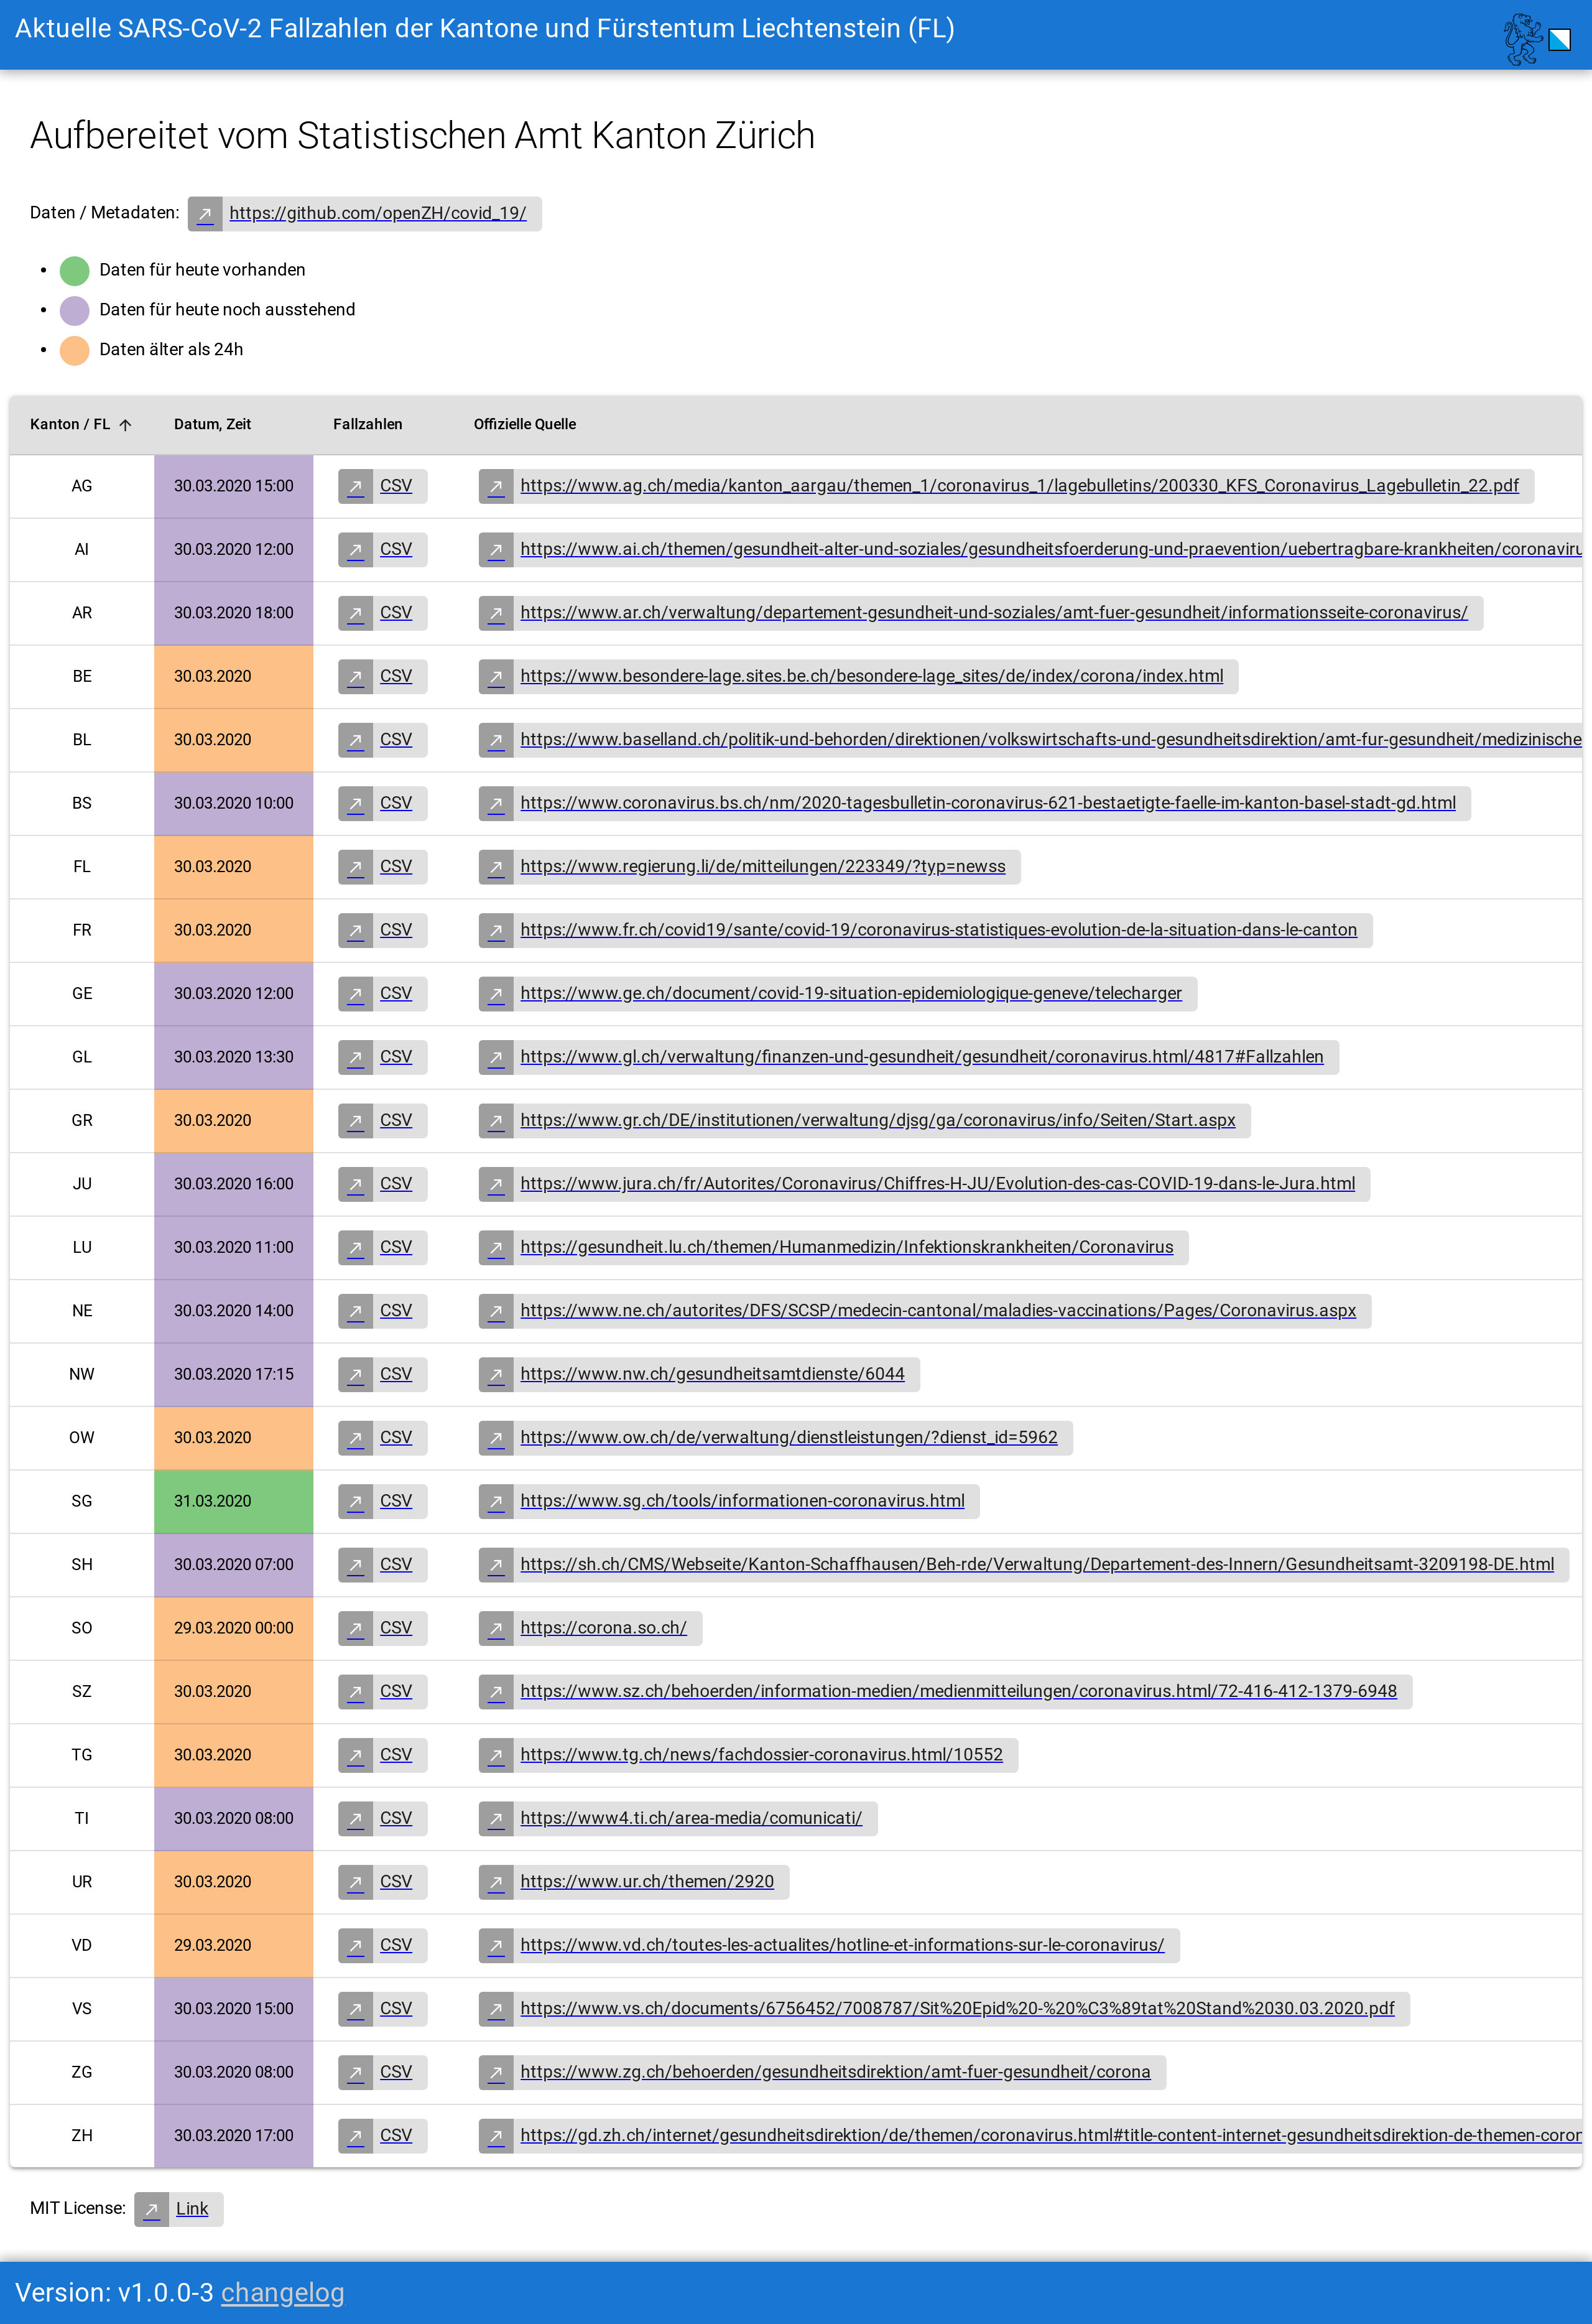 Aktuelle SARS-CoV-2 Fallzahlen der Kantone und Fürstentum Liechtenstein (FL)
Aufbereitet vom Statistischen Amt Kanton Zürich
Daten / Metadaten: https://github.com/openZH/covid_19/
Daten für heute vorhanden
Daten für heute noch ausstehend
Daten älter als 24h
Kanton / FL Datum, Zeit Fallzahlen Offizielle Quelle
AG 30.03.2020 15:00 CSV https://www.ag.ch/media/kanton_aargau/themen_1/coronavirus_1/lagebulletins/200330_KFS_Coronavirus_Lagebulletin_22.pdf
AI 30.03.2020 12:00 CSV https://www.ai.ch/themen/gesundheit-alter-und-soziales/gesundheitsfoerderung-und-praevention/uebertragbare-krankheiten/coronaviru
AR 30.03.2020 18:00 CSV https://www.ar.ch/verwaltung/departement-gesundheit-und-soziales/amt-fuer-gesundheit/informationsseite-coronavirus/
BE 30.03.2020 CSV https://www.besondere-lage.sites.be.ch/besondere-lage_sites/de/index/corona/index.html
BL 30.03.2020 CSV https://www.baselland.ch/politik-und-behorden/direktionen/volkswirtschafts-und-gesundheitsdirektion/amt-fur-gesundheit/medizinische
BS 30.03.2020 10:00 CSV https://www.coronavirus.bs.ch/nm/2020-tagesbulletin-coronavirus-621-bestaetigte-faelle-im-kanton-basel-stadt-gd.html
FL 30.03.2020 CSV https://www.regierung.li/de/mitteilungen/223349/?typ=newss
FR 30.03.2020 CSV https://www.fr.ch/covid19/sante/covid-19/coronavirus-statistiques-evolution-de-la-situation-dans-le-canton
GE 30.03.2020 12:00 CSV https://www.ge.ch/document/covid-19-situation-epidemiologique-geneve/telecharger
GL 30.03.2020 13:30 CSV https://www.gl.ch/verwaltung/finanzen-und-gesundheit/gesundheit/coronavirus.html/4817#Fallzahlen
GR 30.03.2020 CSV https://www.gr.ch/DE/institutionen/verwaltung/djsg/ga/coronavirus/info/Seiten/Start.aspx
JU 30.03.2020 16:00 CSV https://www.jura.ch/fr/Autorites/Coronavirus/Chiffres-H-JU/Evolution-des-cas-COVID-19-dans-le-Jura.html
LU 30.03.2020 11:00 CSV https://gesundheit.lu.ch/themen/Humanmedizin/Infektionskrankheiten/Coronavirus
NE 30.03.2020 14:00 CSV https://www.ne.ch/autorites/DFS/SCSP/medecin-cantonal/maladies-vaccinations/Pages/Coronavirus.aspx
NW 30.03.2020 17:15 CSV https://www.nw.ch/gesundheitsamtdienste/6044
OW 30.03.2020 CSV https://www.ow.ch/de/verwaltung/dienstleistungen/?dienst_id=5962
SG 31.03.2020 CSV https://www.sg.ch/tools/informationen-coronavirus.html
SH 30.03.2020 07:00 CSV https://sh.ch/CMS/Webseite/Kanton-Schaffhausen/Beh-rde/Verwaltung/Departement-des-Innern/Gesundheitsamt-3209198-DE.html
SO 29.03.2020 00:00 CSV https://corona.so.ch/
SZ 30.03.2020 CSV https://www.sz.ch/behoerden/information-medien/medienmitteilungen/coronavirus.html/72-416-412-1379-6948
TG 30.03.2020 CSV https://www.tg.ch/news/fachdossier-coronavirus.html/10552
TI 30.03.2020 08:00 CSV https://www4.ti.ch/area-media/comunicati/
UR 30.03.2020 CSV https://www.ur.ch/themen/2920
VD 29.03.2020 CSV https://www.vd.ch/toutes-les-actualites/hotline-et-informations-sur-le-coronavirus/
VS 30.03.2020 15:00 CSV https://www.vs.ch/documents/6756452/7008787/Sit%20Epid%20-%20%C3%89tat%20Stand%2030.03.2020.pdf
ZG 30.03.2020 08:00 CSV https://www.zg.ch/behoerden/gesundheitsdirektion/amt-fuer-gesundheit/corona
ZH 30.03.2020 17:00 CSV https://gd.zh.ch/internet/gesundheitsdirektion/de/themen/coronavirus.html#title-content-internet-gesundheitsdirektion-de-themen-coron
MIT License: Link
Version: v1.0.0-3 changelog